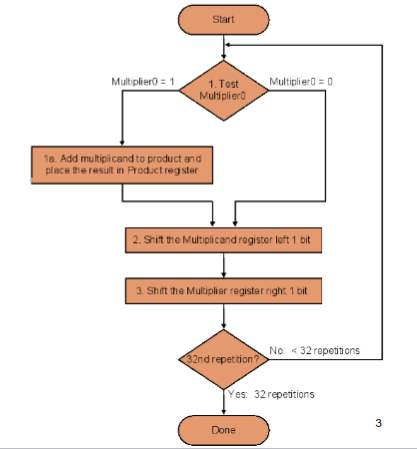 Start
Multiplier0 = 1
1. Test
Multiplier0
Multiplier0 = 0
1a. Add multiplicand to product and
place the result in Product register
2. Shift the Multiplicand register left 1 bit
3. Shift the Multiplier register right 1 bit
32nd repetition?
No: < 32 repetitions
Yes: 32 repetitions
Done
3